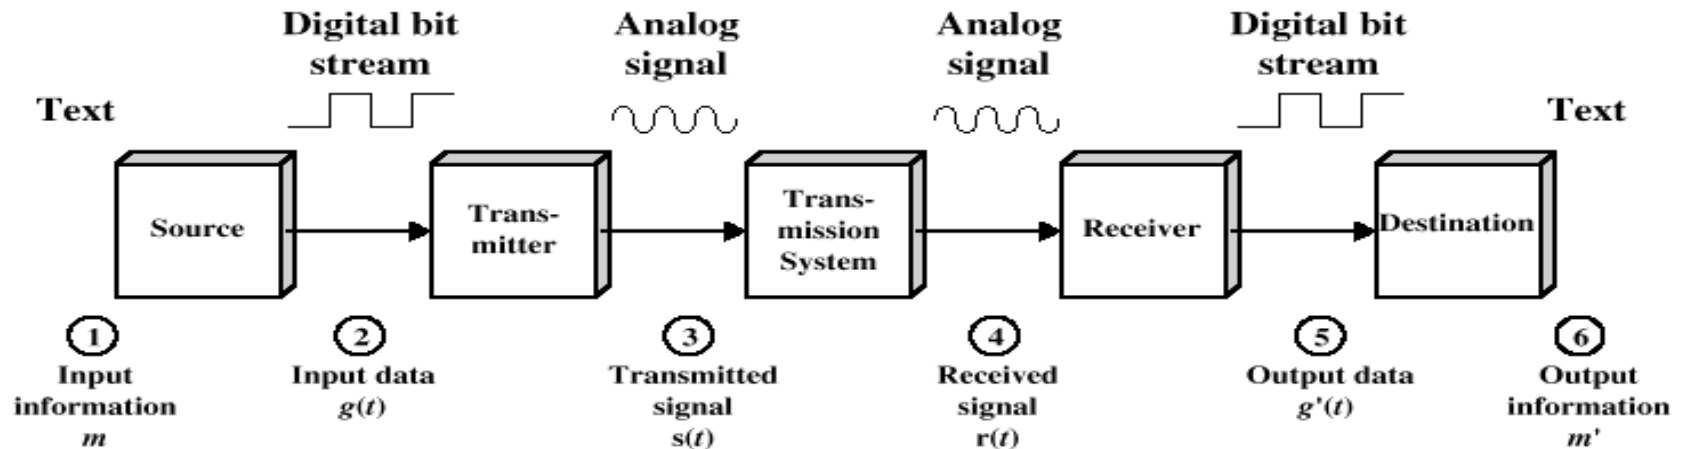 Digital bit
stream
Analog
signal
Analog
signal
Digital bit
stream
Text
Text
Source
Trans-
mitter
Trans-
mission
System
Receiver
Destination
1
Input
information
m
2
Input data
g(t)
3
Transmitted
signal
s(t)
4
Received
signal
r(t)
5
Output data
g'(t)
6
Output
information
m'